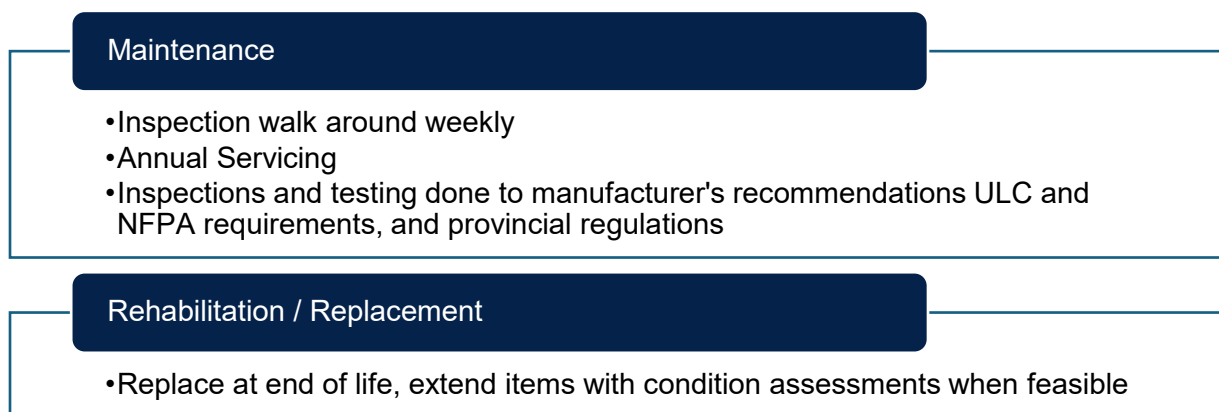 Maintenance
•Inspection walk around weekly
•Annual Servicing
•Inspections and testing done to manufacturer's recommendations ULC and
NFPA requirements, and provincial regulations
Rehabilitation / Replacement
•Replace at end of life, extend items with condition assessments when feasible